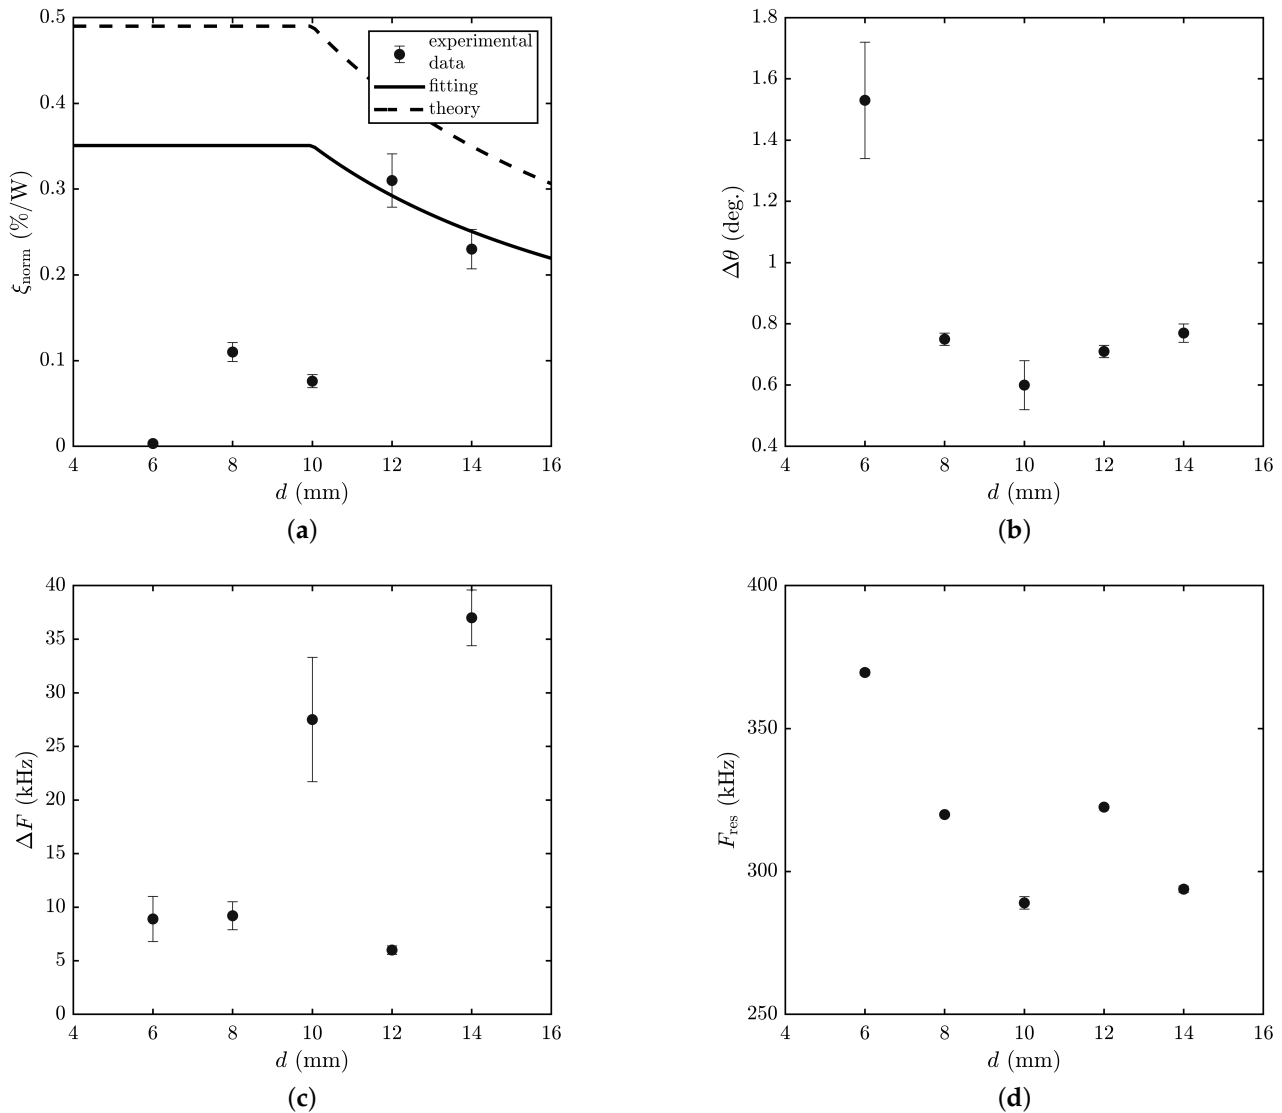 0.5
0.4
0.3
0.2
0.1
0
4 6 8 10 12 14 16
ξnorm (%/W)
d (mm)
experimental
data
fitting
theory
(a)
1.8
1.6
1.4
1.2
1
0.8
0.6
0.4
4 6 8 10 12 14 16
Δθ (deg.)
d (mm)
(b)
40
35
30
25
20
15
10
5
0
4 6 8 10 12 14 16
ΔF (kHz)
d (mm)
(c)
400
350
300
250
4 6 8 10 12 14 16
Fres (kHz)
d (mm)
(d)